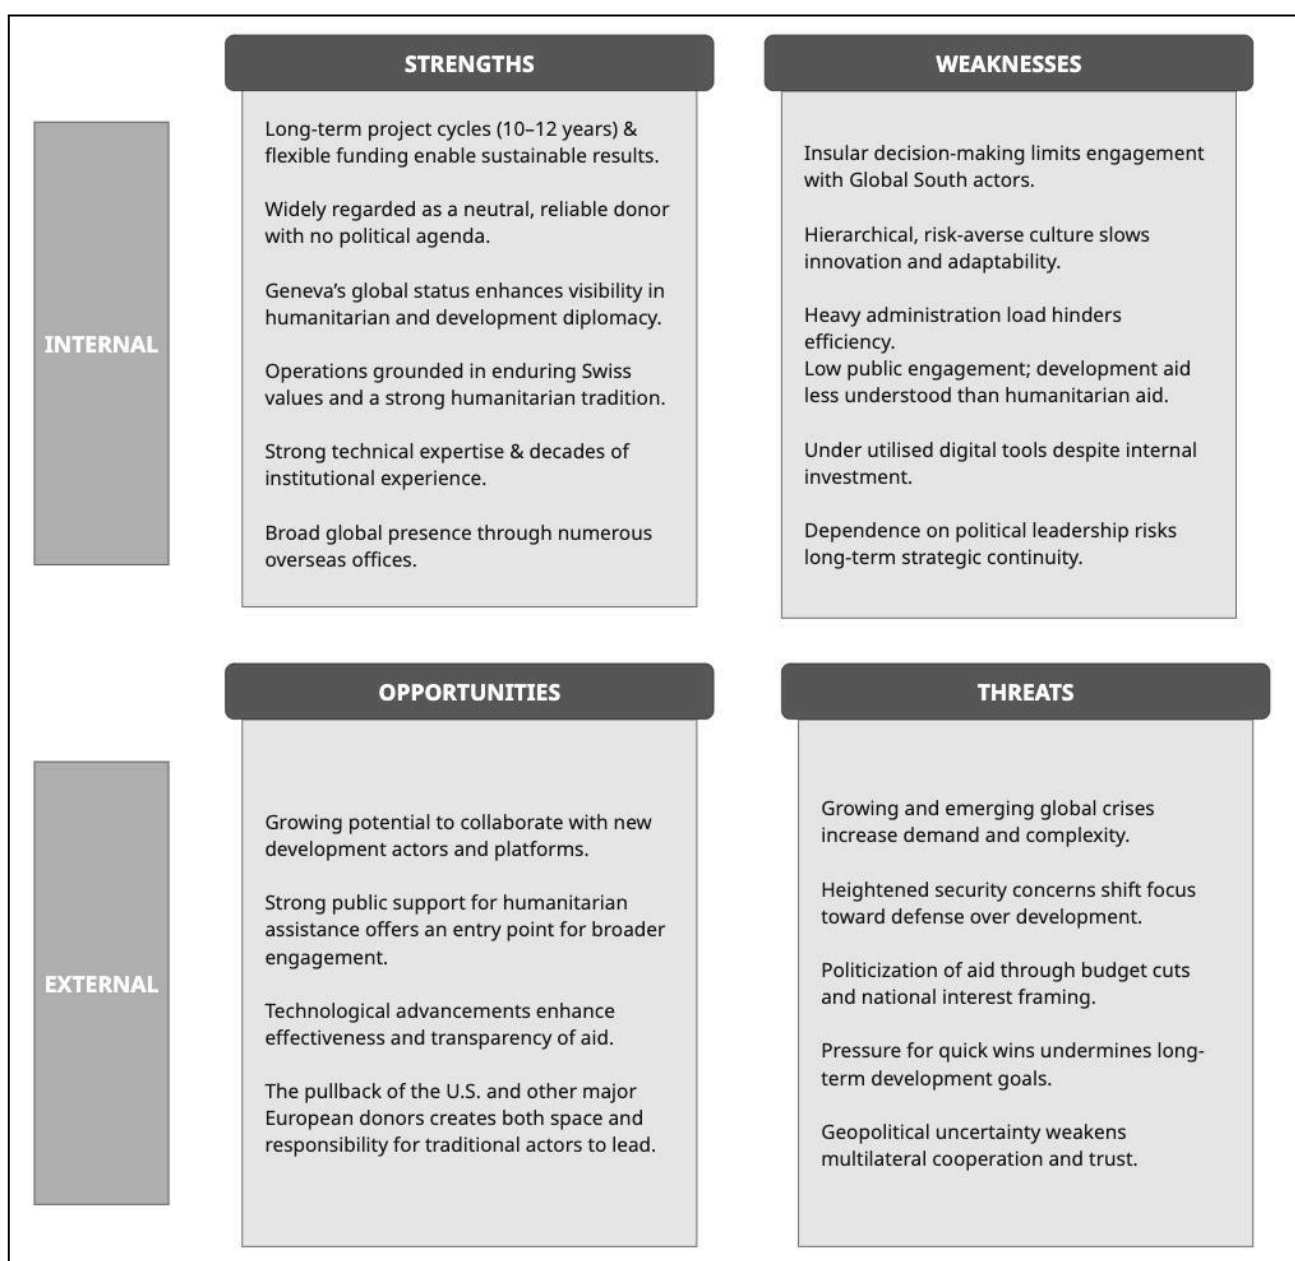 STRENGTHS
Long-term project cycles (10–12 years) &
flexible funding enable sustainable results.
Widely regarded as a neutral, reliable donor
with no political agenda.
Geneva’s global status enhances visibility in
humanitarian and development diplomacy.
Operations grounded in enduring Swiss
values and a strong humanitarian tradition.
Strong technical expertise & decades of
institutional experience.
Broad global presence through numerous
overseas offices.
WEAKNESSES
Insular decision-making limits engagement
with Global South actors.
Hierarchical, risk-averse culture slows
innovation and adaptability.
Heavy administration load hinders
efficiency.
Low public engagement; development aid
less understood than humanitarian aid.
Under utilised digital tools despite internal
investment.
Dependence on political leadership risks
long-term strategic continuity.
INTERNAL
OPPORTUNITIES
Growing potential to collaborate with new
development actors and platforms.
Strong public support for humanitarian
assistance offers an entry point for broader
engagement.
Technological advancements enhance
effectiveness and transparency of aid.
The pullback of the U.S. and other major
European donors creates both space and
responsibility for traditional actors to lead.
THREATS
Growing and emerging global crises
increase demand and complexity.
Heightened security concerns shift focus
toward defense over development.
Politicization of aid through budget cuts
and national interest framing.
Pressure for quick wins undermines long-
term development goals.
Geopolitical uncertainty weakens
multilateral cooperation and trust.
EXTERNAL